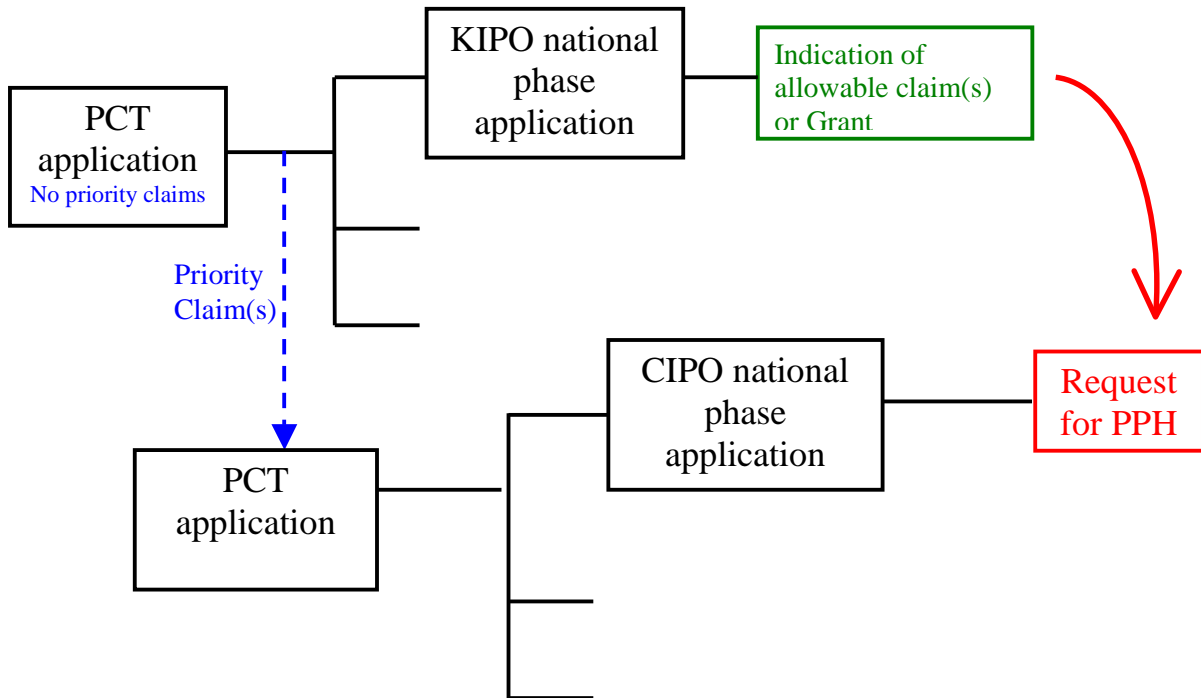 KIPO national
phase
application
Indication of
allowable claim(s)
or Grant
PCT
application
No priority claims
Priority
Claim(s)
CIPO national
phase
application
Request
for PPH
PCT
application